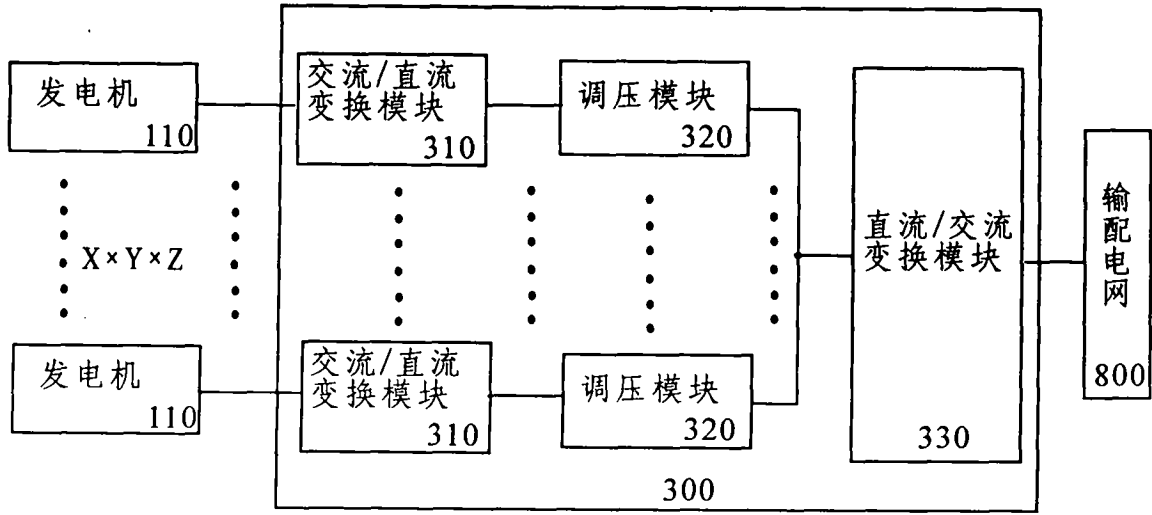 发电机
110
交流/直流
变换模块
310
调压模块
320
X×Y×Z
直流/交流
变换模块
330
输配电网
800
发电机
110
交流/直流
变换模块
310
调压模块
320
300